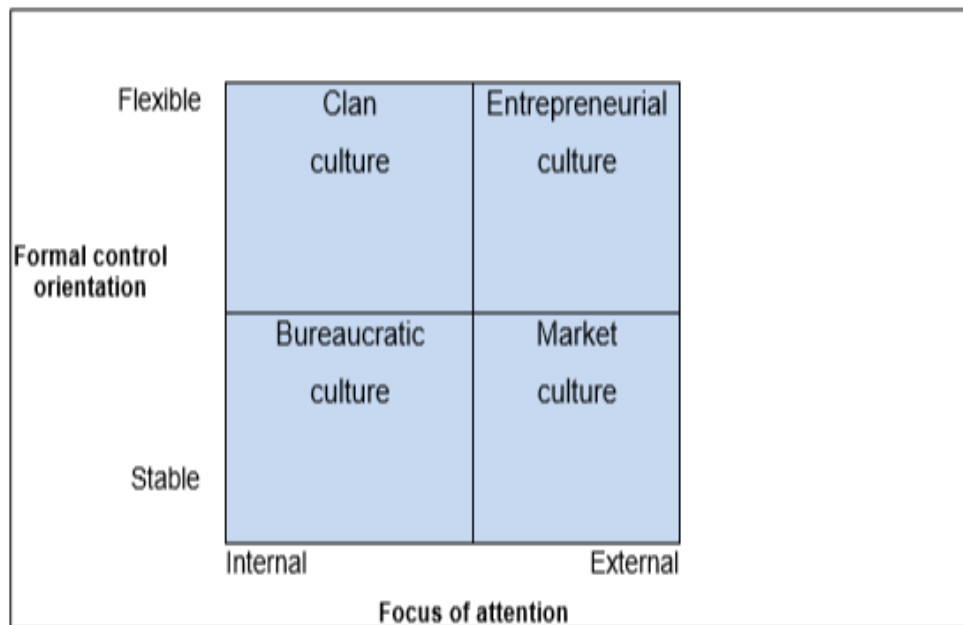 Flexible
Clan
culture
Entrepreneurial
culture
Formal control
orientation
Bureaucratic
culture
Market
culture
Stable
Internal
External
Focus of attention